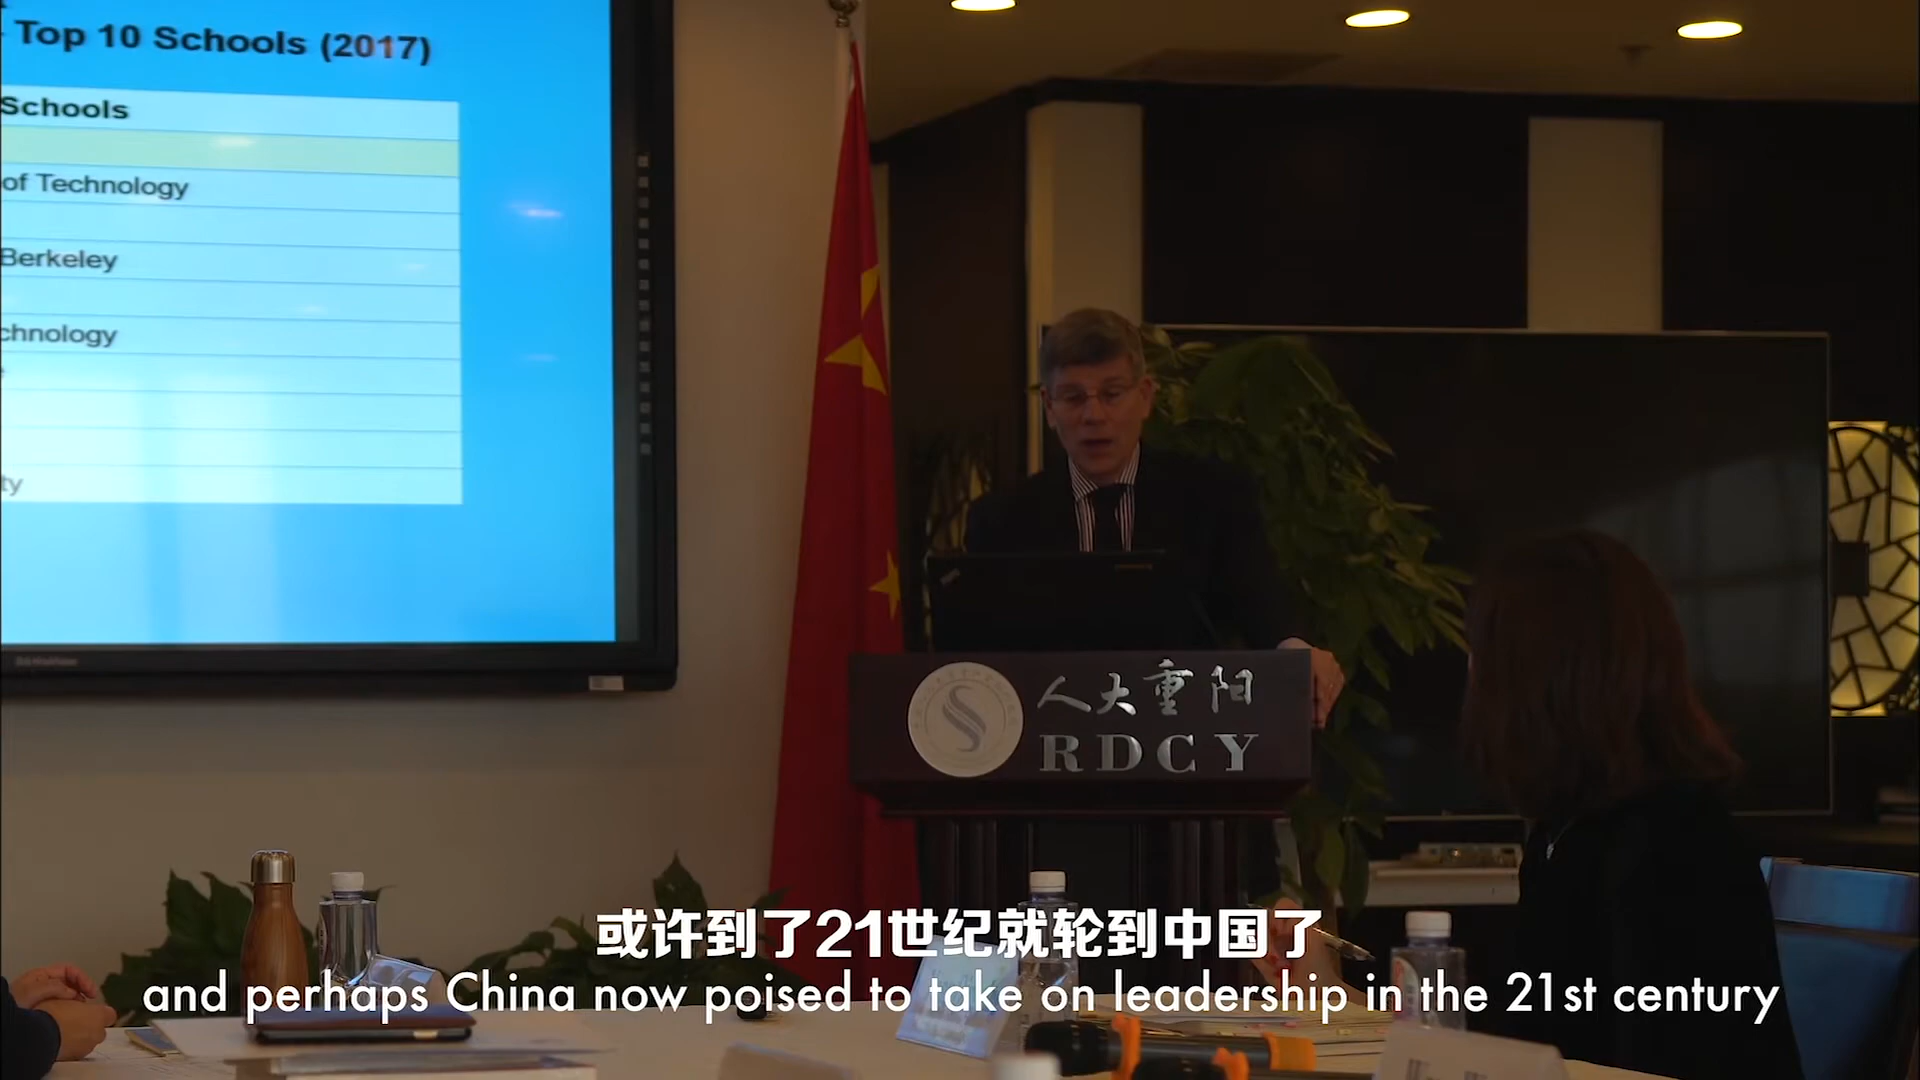 Top 10 Schools (2017)
Schools
of Technology
Berkeley
chnology
ty
人大重阳
RDCY
或许到了21世纪就轮到中国了
and perhaps China now poised to take on leadership in the 21st century